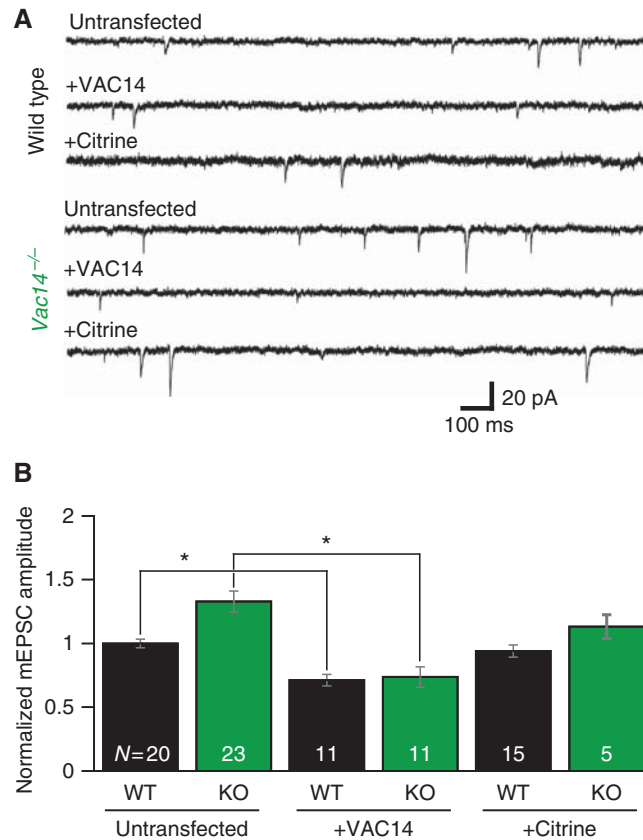 A
Wild type
Untransfected
+VAC14
+Citrine
Vac14⁻/⁻
Untransfected
+VAC14
+Citrine
20 pA
100 ms
B
Normalized mEPSC amplitude
2
1.5
1
0.5
0
* *
N=20 23 11 11 15 5
WT KO WT KO WT KO
Untransfected +VAC14 +Citrine